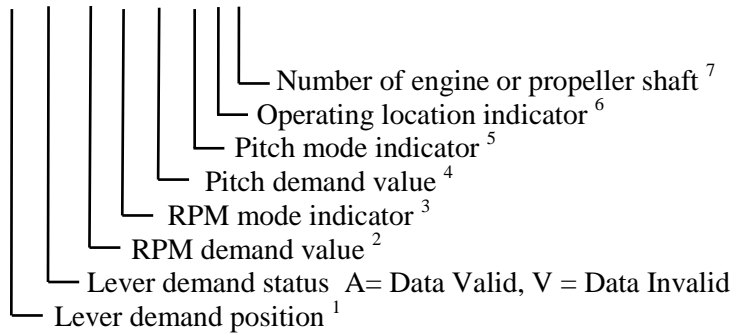 Number of engine or propeller shaft 7
Operating location indicator 6
Pitch mode indicator 5
Pitch demand value 4
RPM mode indicator 3
RPM demand value 2
Lever demand status A= Data Valid, V = Data Invalid
Lever demand position 1